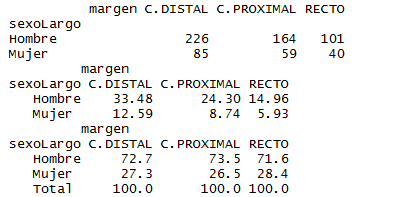 margen C.DISTAL C.PROXIMAL RECTO
sexoLargo
Hombre 226 164 101
Mujer 85 59 40
margen
sexoLargo C.DISTAL C.PROXIMAL RECTO
Hombre 33.48 24.30 14.96
Mujer 12.59 8.74 5.93
margen
sexoLargo C.DISTAL C.PROXIMAL RECTO
Hombre 72.7 73.5 71.6
Mujer 27.3 26.5 28.4
Total 100.0 100.0 100.0